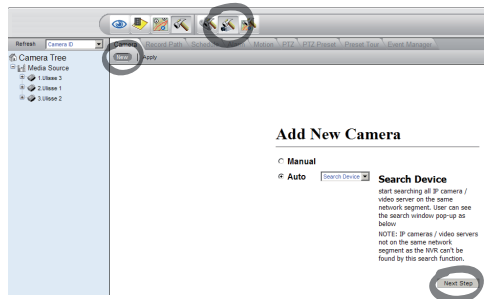 Refresh Camera ID
Camera Record Path Schedule Motion PTZ PTZ Preset Preset Tour Event Manager
New Apply
Camera Tree
Media Source
1.Ulisse 3
2.Ulisse 1
3.Ulisse 2
Add New Camera
Manual
Auto Search Device
Search Device
start searching all IP camera /
video server on the same
network segment. User can see
the search window pop-up as
below
NOTE: IP cameras / video servers
not on the same network
segment as the NVR can't be
found by this search function.
Next Step